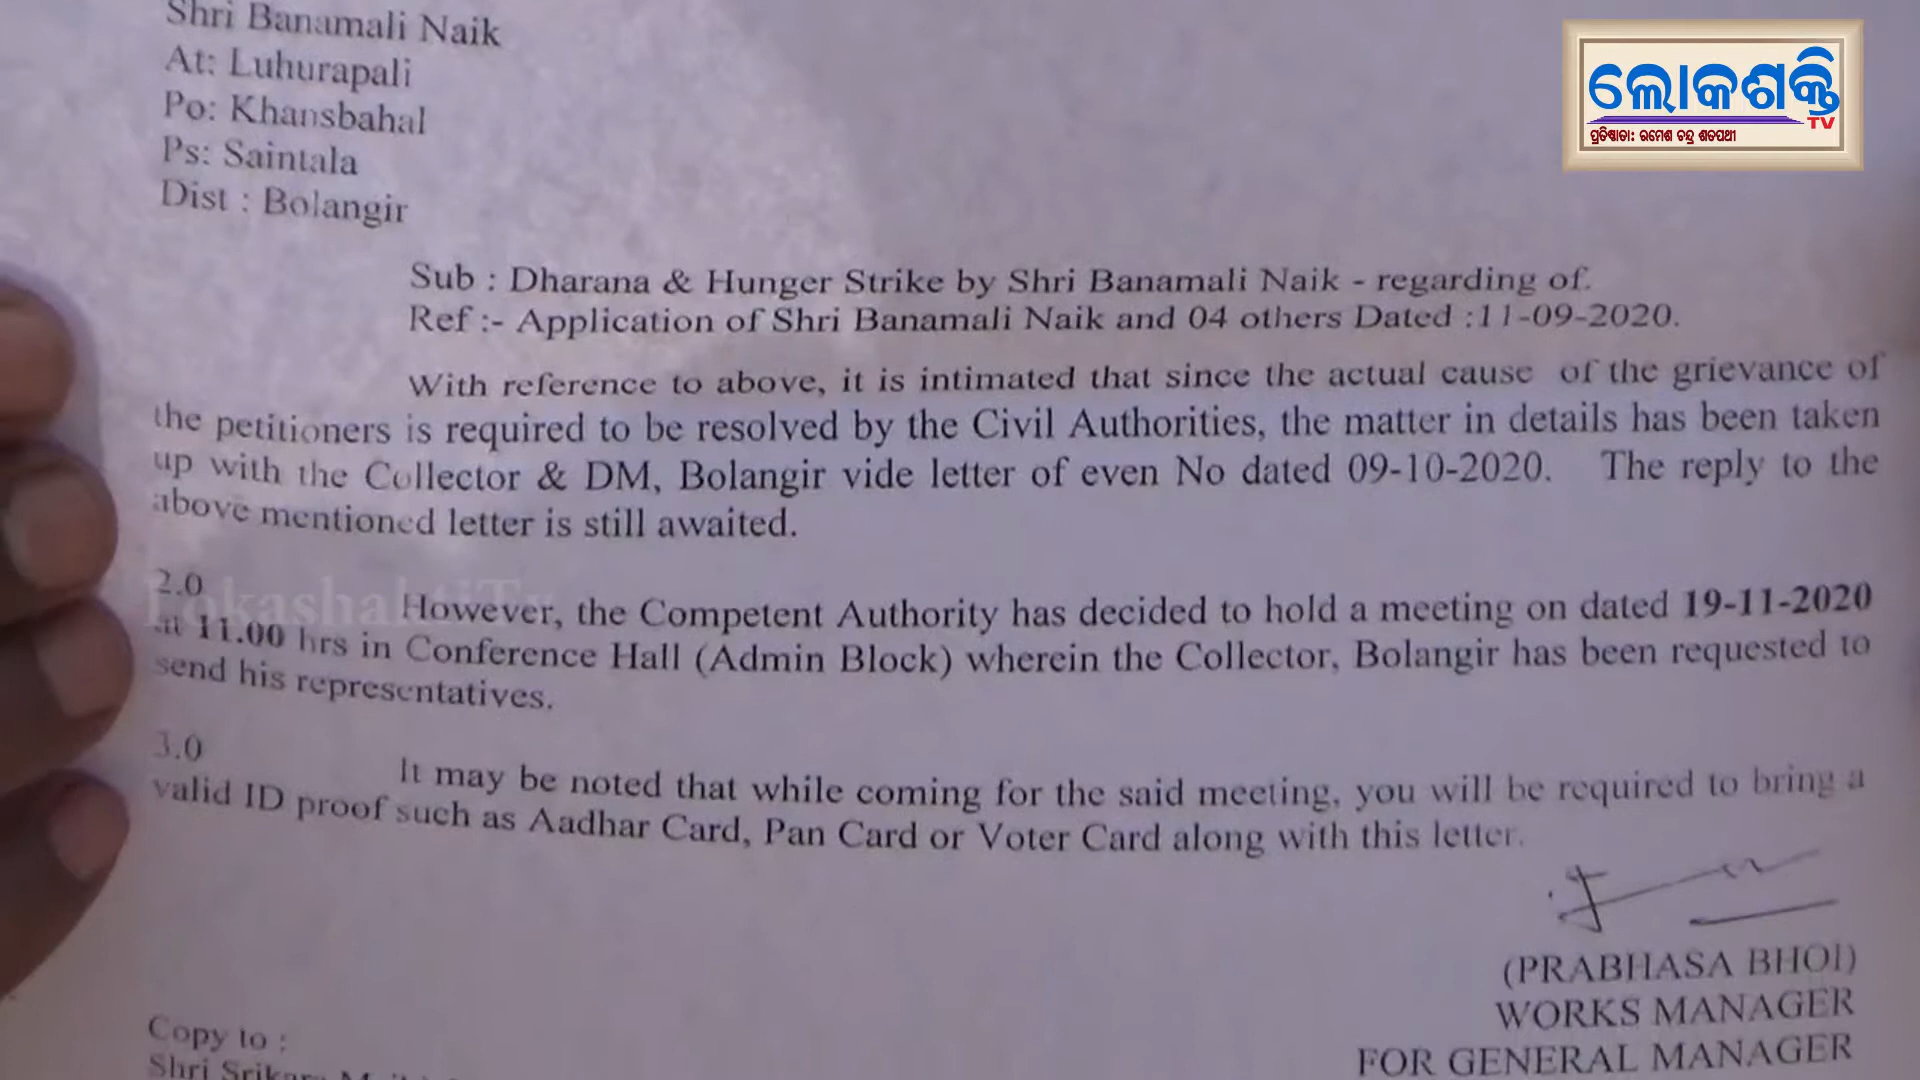 Shri Banamali Naik
At: Luhurapali
Po: Khansbahal
Ps: Saintala
Dist : Bolangir
ଲୋକଶକ୍ତି
TV
ପ୍ରତିଷ୍ଠାତା: ରମେଶ ଚନ୍ଦ୍ର ଶତପଥୀ
Sub : Dharana & Hunger Strike by Shri Banamali Naik - regarding of.
Ref :- Application of Shri Banamali Naik and 04 others Dated :11-09-2020.
With reference to above, it is intimated that since the actual cause of the grievance of
the petitioners is required to be resolved by the Civil Authorities, the matter in details has been taken
up with the Collector & DM, Bolangir vide letter of even No dated 09-10-2020. The reply to the
above mentioned letter is still awaited.
LokashaktiTv
2.0 However, the Competent Authority has decided to hold a meeting on dated 19-11-2020
at 11.00 hrs in Conference Hall (Admin Block) wherein the Collector, Bolangir has been requested to
send his representatives.
3.0 It may be noted that while coming for the said meeting, you will be required to bring a
valid ID proof such as Aadhar Card, Pan Card or Voter Card along with this letter.
(PRABHASA BHOI)
WORKS MANAGER
FOR GENERAL MANAGER
Copy to :
Shri